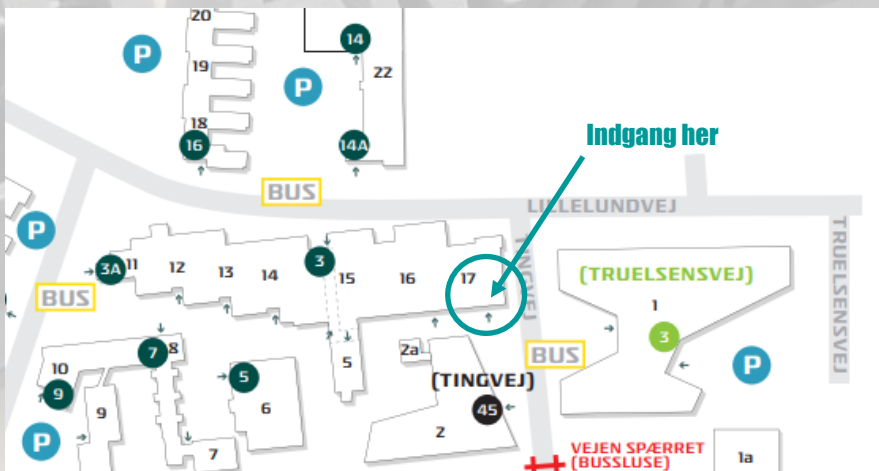 20
14
P
19
22
P
18
16
14A
Indgang her
BUS
LILLELUNDVEJ
P
3A
11
12
13
14
3
15
16
17
TINGVEJ
(TRUELSENSVEJ)
1
TRUELSENSVEJ
BUS
3
7
8
2a
BUS
P
10
5
5
(TINGVEJ)
9
9
6
45
P
2
7
VEJEN SPÆRRET
(BUSSLUSE)
1a